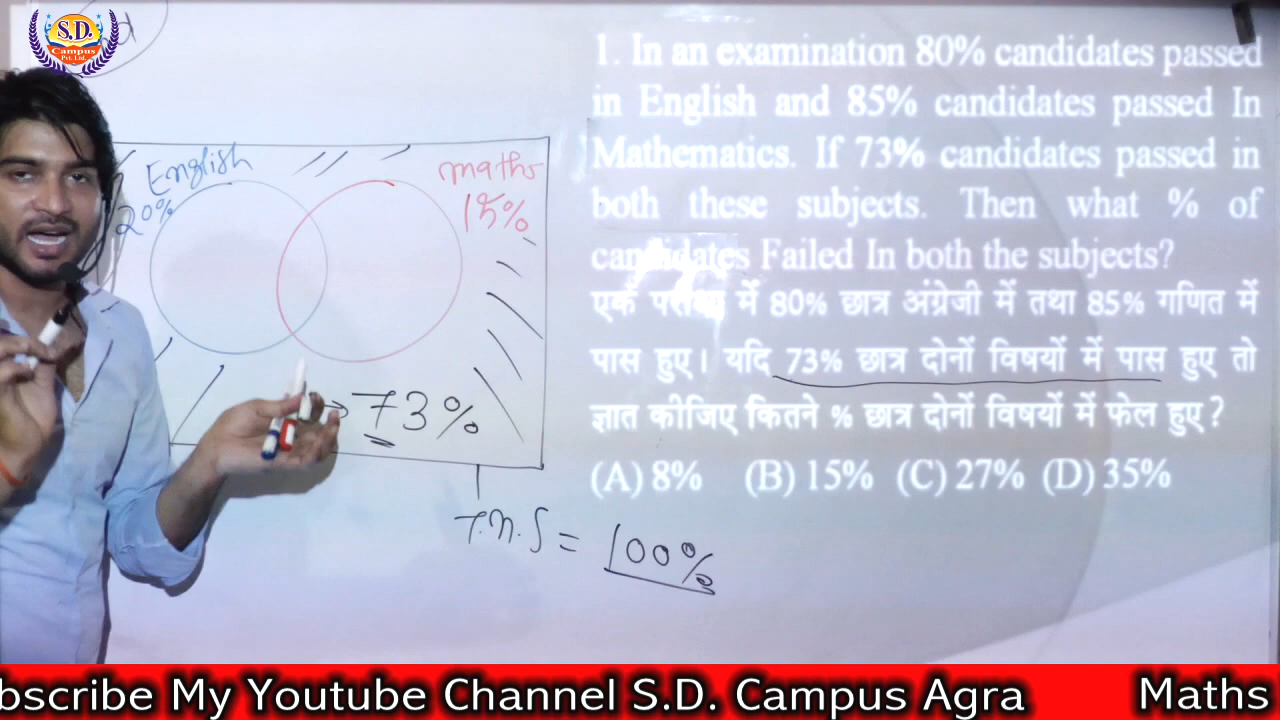 S.D.
Campus
Pvt. Ltd.
1. In an examination 80% candidates passed
in English and 85% candidates passed In
Mathematics. If 73% candidates passed in
both these subjects. Then what % of
candidates Failed In both the subjects?
एक परीक्षा में 80% छात्र अंग्रेजी में तथा 85% गणित में
पास हुए। यदि 73% छात्र दोनों विषयों में पास हुए तो
ज्ञात कीजिए कितने % छात्र दोनों विषयों में फेल हुए?
(A) 8% (B) 15% (C) 27% (D) 35%
English
20%
maths
15%
73%
T.N.S = 100%
bscribe My Youtube Channel S.D. Campus Agra Maths